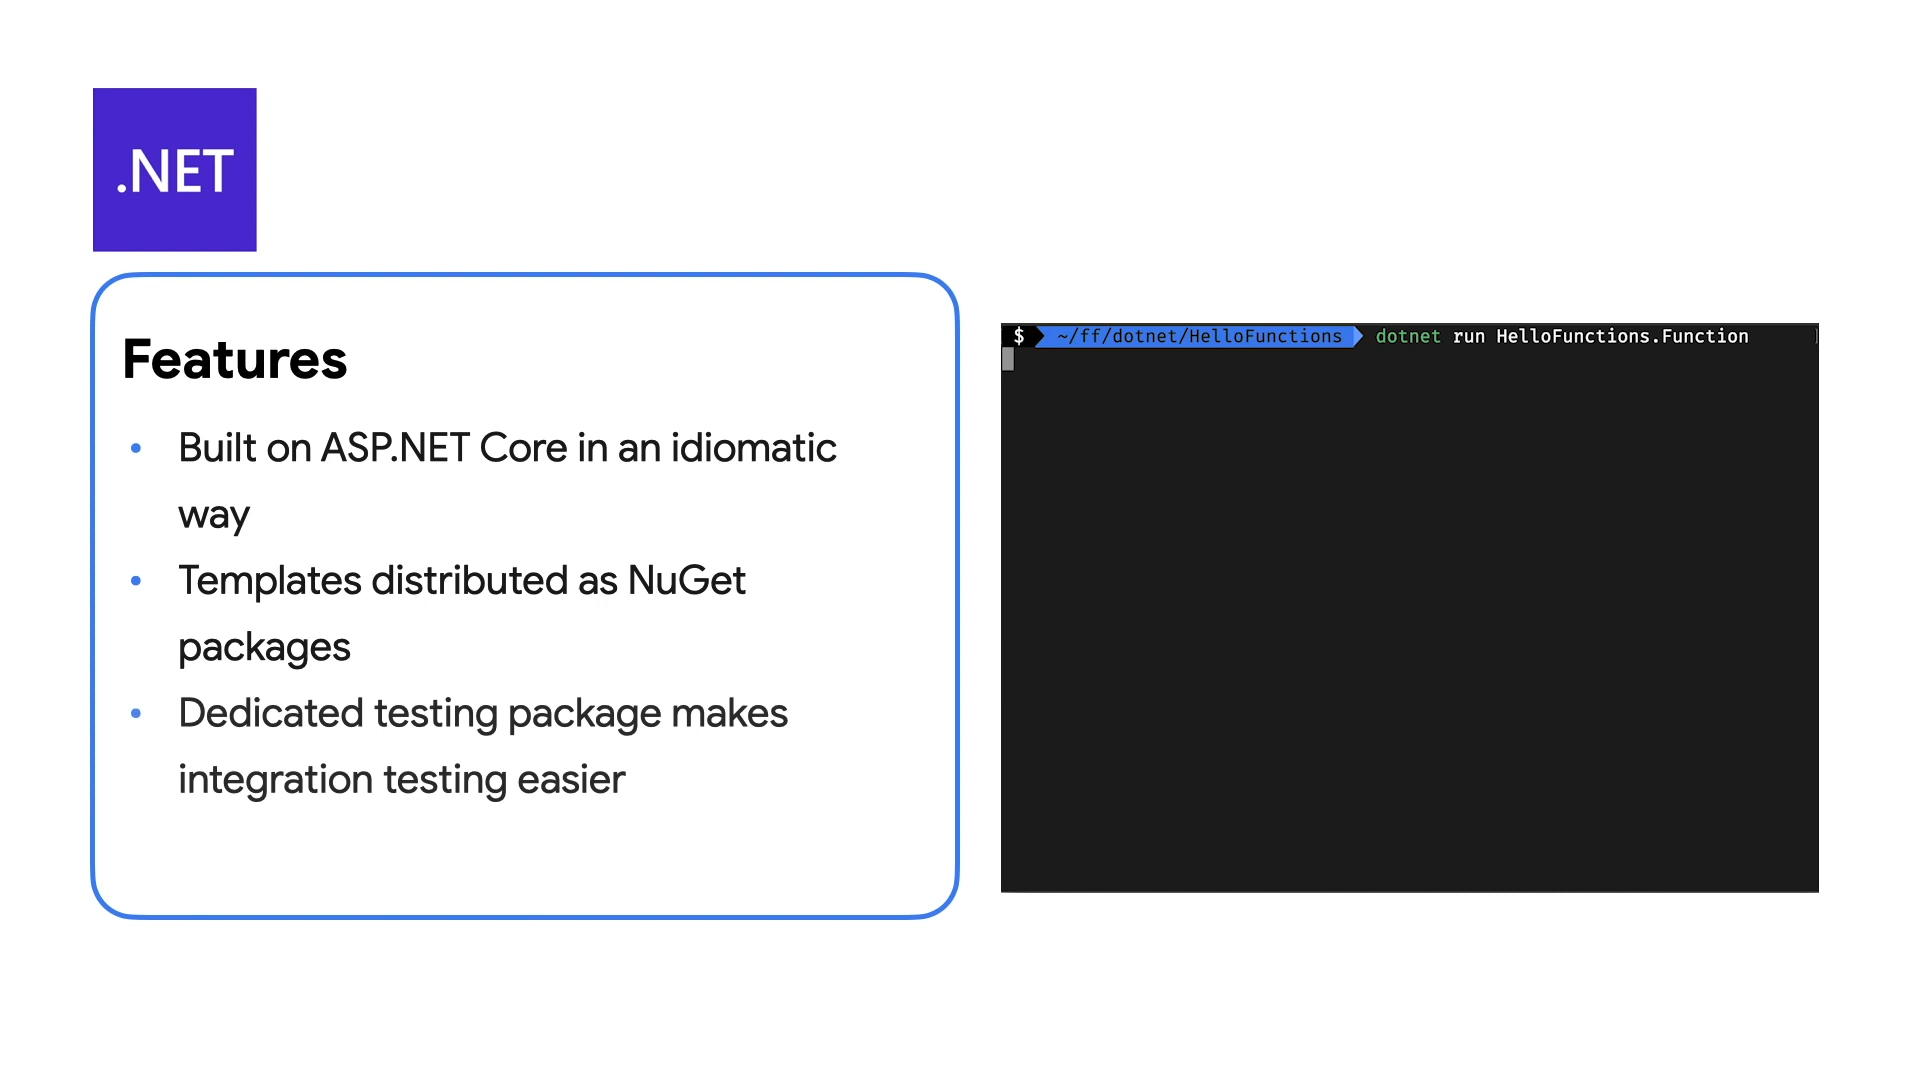 .NET
Features
• Built on ASP.NET Core in an idiomatic
way
• Templates distributed as NuGet
packages
• Dedicated testing package makes
integration testing easier
$ ~/ff/dotnet/HelloFunctions dotnet run HelloFunctions.Function